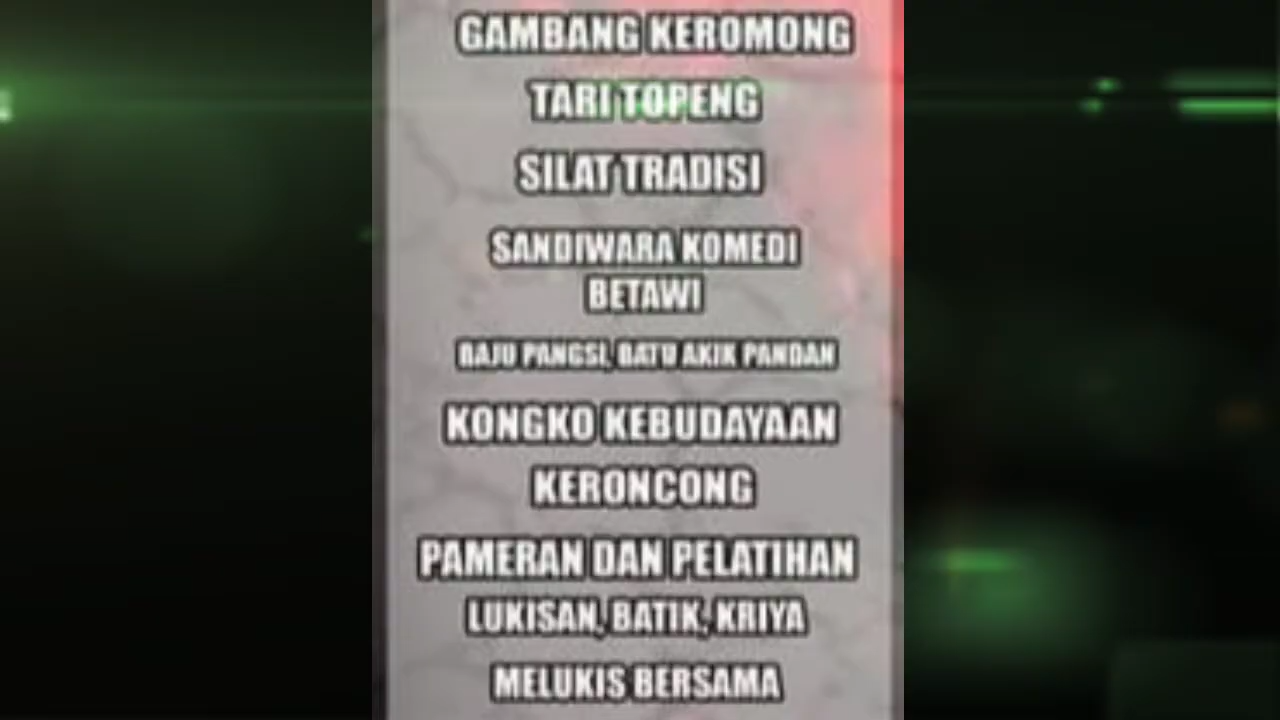 GAMBANG KEROMONG
TARI TOPENG
SILAT TRADISI
SANDIWARA KOMEDI
BETAWI
BAJU PANGSI, BATU AKIK PANDAN
KONGKO KEBUDAYAAN
KERONCONG
PAMERAN DAN PELATIHAN
LUKISAN, BATIK, KRIYA
MELUKIS BERSAMA